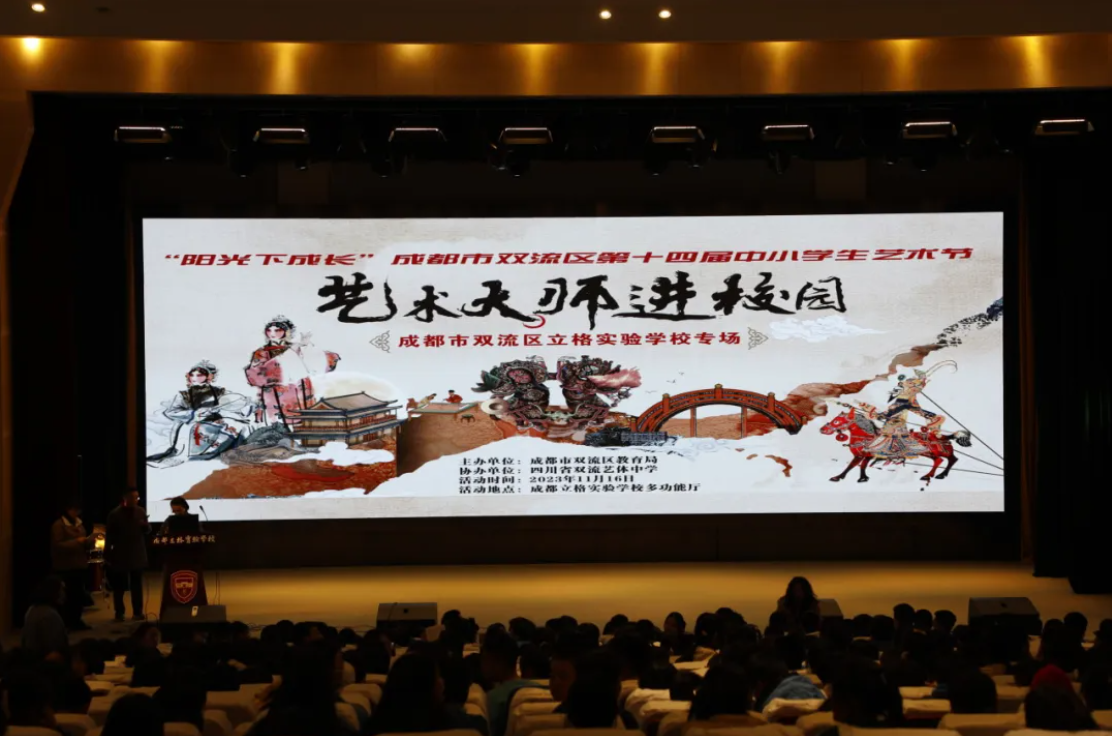 “阳光下成长”成都市双流区第十四届中小学生艺术节
艺术大师进校园
成都市双流区立格实验学校专场
主办单位：成都市双流区教育局
协办单位：四川省双流艺体中学
活动时间：2023年11月16日
活动地点：成都立格实验学校多功能厅
成都立格实验学校